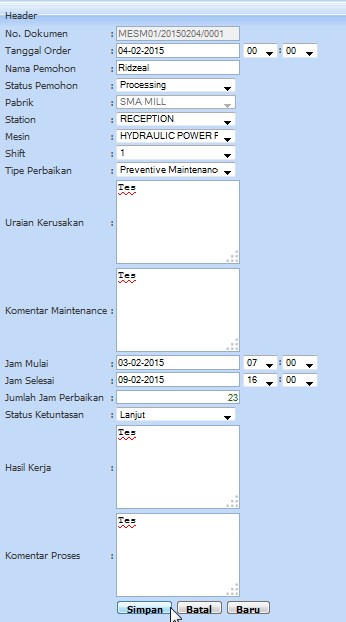 Header
No. Dokumen : MESM01/20150204/0001
Tanggal Order : 04-02-2015 00 : 00
Nama Pemohon : Ridzeal
Status Pemohon : Processing
Pabrik : SMA MILL
Station : RECEPTION
Mesin : HYDRAULIC POWER F
Shift : 1
Tipe Perbaikan : Preventive Maintenanc
Uraian Kerusakan : Tes
Komentar Maintenance : Tes
Jam Mulai : 03-02-2015 07 : 00
Jam Selesai : 09-02-2015 16 : 00
Jumlah Jam Perbaikan : 23
Status Ketuntasan : Lanjut
Hasil Kerja : Tes
Komentar Proses : Tes
Simpan Batal Baru